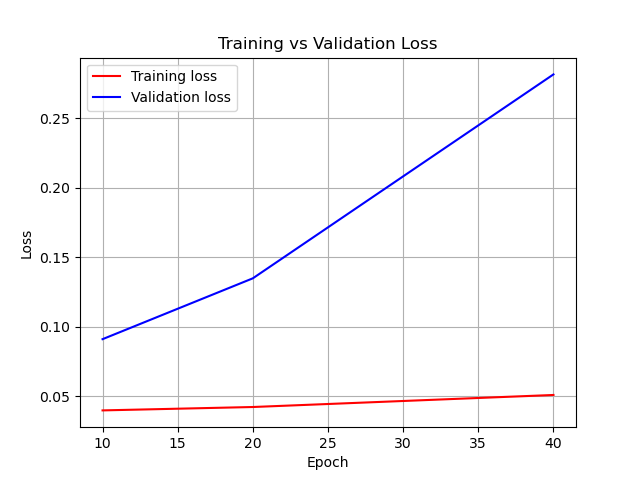 Training vs Validation Loss
Training loss
Validation loss
0.25
0.20
0.15
0.10
0.05
Loss
10 15 20 25 30 35 40
Epoch